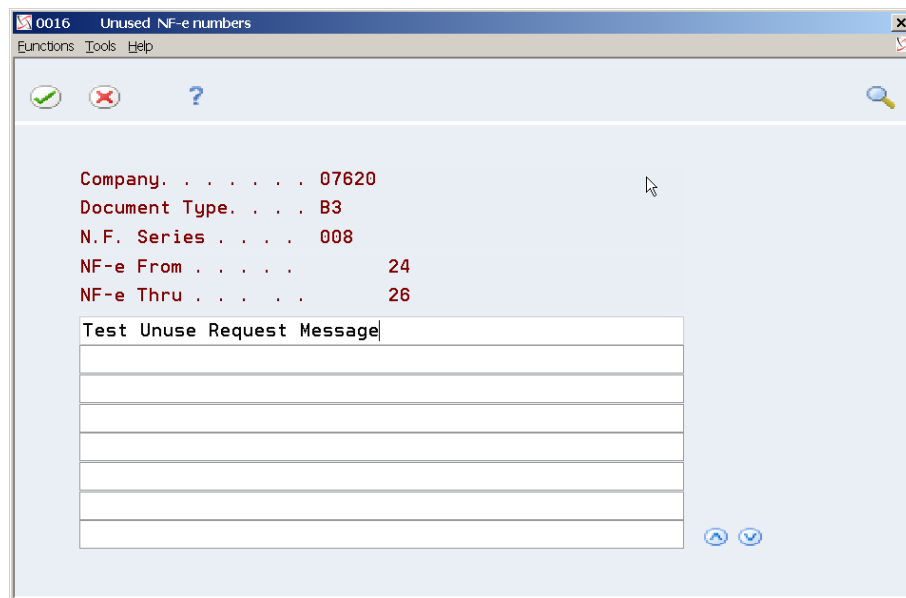 0016 Unused NF-e numbers
Functions Tools Help
?
Company. . . . . . . 07620
Document Type. . . . B3
N.F. Series . . . . 008
NF-e From . . . . . 24
NF-e Thru . . . . . 26
Test Unuse Request Message